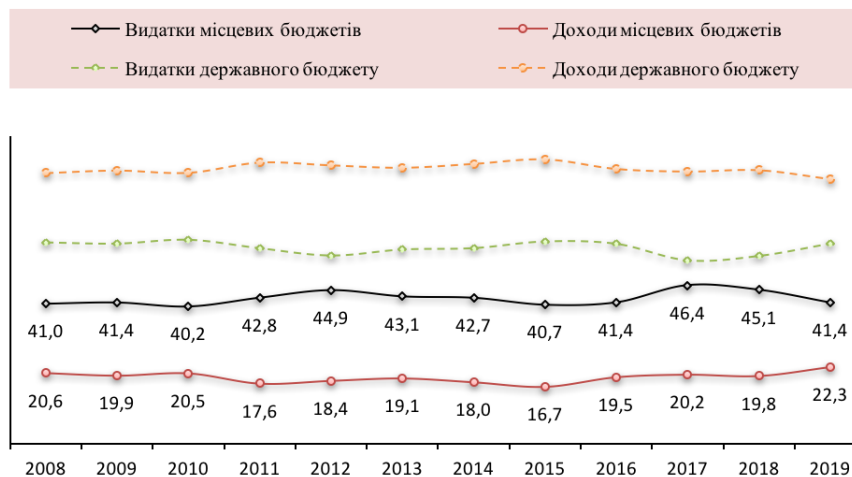 Видатки місцевих бюджетів Доходи місцевих бюджетів
Видатки державного бюджету Доходи державного бюджету
41,0 41,4 40,2 42,8 44,9 43,1 42,7 40,7 41,4 46,4 45,1 41,4
20,6 19,9 20,5 17,6 18,4 19,1 18,0 16,7 19,5 20,2 19,8 22,3
2008 2009 2010 2011 2012 2013 2014 2015 2016 2017 2018 2019